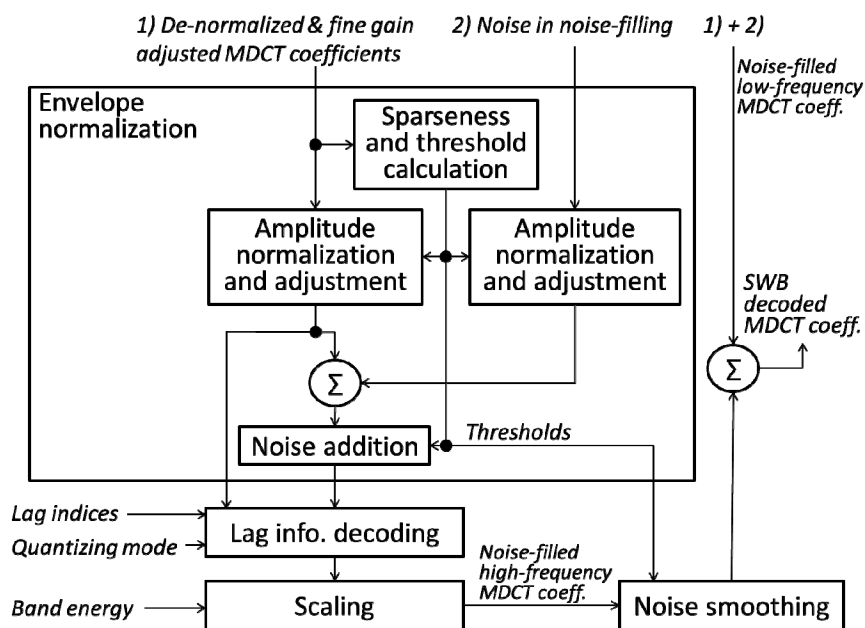 1) De-normalized & fine gain
adjusted MDCT coefficients
2) Noise in noise-filling
1) + 2)
Noise-filled
low-frequency
MDCT coeff.
Envelope
normalization
Sparseness
and threshold
calculation
Amplitude
normalization
and adjustment
Amplitude
normalization
and adjustment
SWB
decoded
MDCT coeff.
Σ
Σ
Noise addition
Thresholds
Lag indices
Quantizing mode
Lag info. decoding
Noise-filled
high-frequency
MDCT coeff.
Band energy
Scaling
Noise smoothing